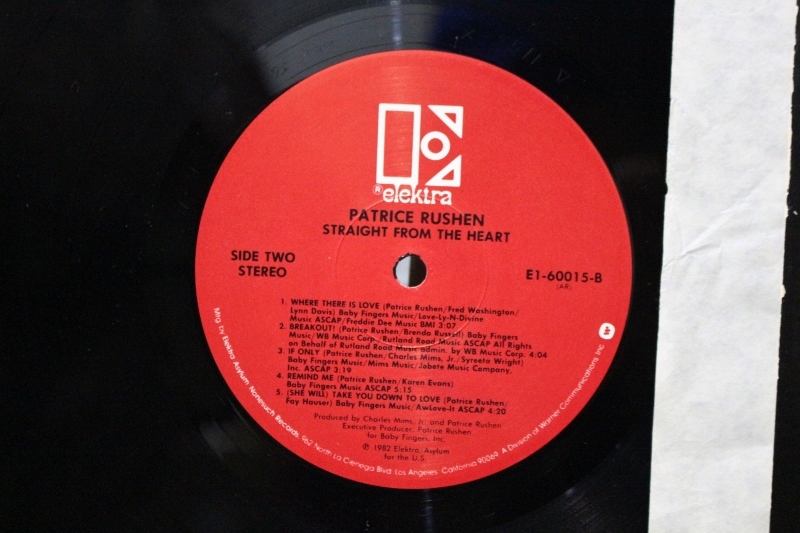 ® elektra
PATRICE RUSHEN
STRAIGHT FROM THE HEART
SIDE TWO
STEREO
E1-60015-B
(AR)
1. WHERE THERE IS LOVE (Patrice Rushen/Fred Washington/
Lynn Davis) Baby Fingers Music/Love-Ly-N-Divine
Music ASCAP/Freddie Dee Music BMI 3:07
2. BREAKOUT! (Patrice Rushen/Brenda Russell) Baby Fingers
Music/WB Music Corp./Rutland Road Music ASCAP All Rights
on Behalf of Rutland Road Music admin. by WB Music Corp. 4:04
3. IF ONLY (Patrice Rushen/Charles Mims, Jr./Syreeta Wright)
Baby Fingers Music/Mims Music/Jobete Music Company,
Inc. ASCAP 3:19
4. REMIND ME (Patrice Rushen/Karen Evans)
Baby Fingers Music ASCAP 5:15
5. (SHE WILL) TAKE YOU DOWN TO LOVE (Patrice Rushen/
Fay Hauser) Baby Fingers Music/AwLove-It ASCAP 4:20
Produced by Charles Mims, Jr. and Patrice Rushen
Executive Producer: Patrice Rushen
for Baby Fingers, Inc.
℗ 1982 Elektra/Asylum
for the U.S.
Mfg. by Elektra/Asylum/Nonesuch Records, 962 North La Cienega Blvd. Los Angeles, California 90069. A Division of Warner Communications Inc.